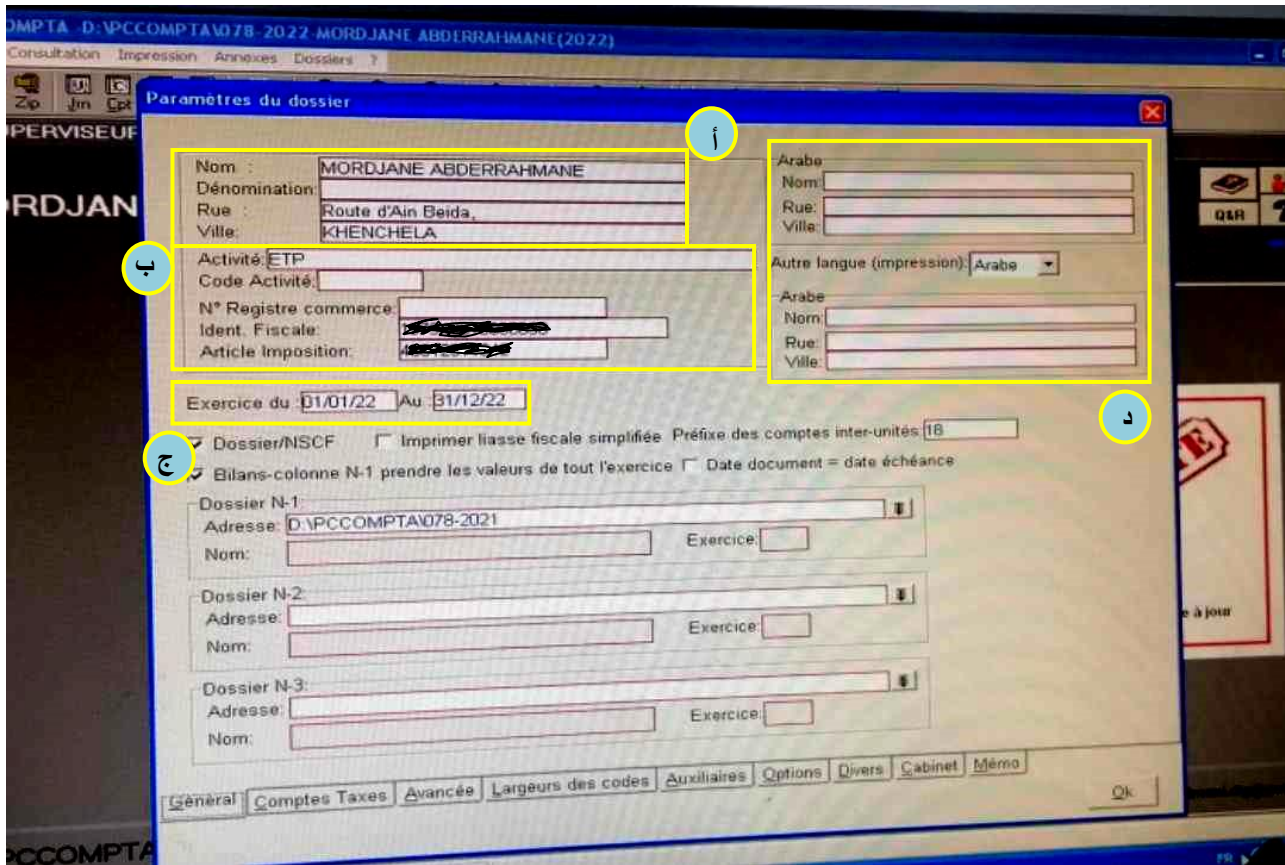 COMPTA -D:\PCCOMPTA\078-2022-MORDJANE ABDERRAHMANE(2022)
Consultation Impression Annexes Dossiers ?
Zip Jrn Cpt
Paramètres du dossier
أ
Nom : MORDJANE ABDERRAHMANE
Dénomination:
Rue : Route d'Ain Beida,
Ville: KHENCHELA
Arabe
Nom:
Rue:
Ville:
RDJAN
Q&R
ب
Activité: ETP
Code Activité:
N° Registre commerce:
Ident. Fiscale:
Article Imposition:
Autre langue (impression): Arabe
Arabe
Nom:
Rue:
Ville:
د
Exercice du :01/01/22 Au :31/12/22
ج
Dossier/NSCF Imprimer liasse fiscale simplifiée Préfixe des comptes inter-unités:18
Bilans-colonne N-1 prendre les valeurs de tout l'exercice Date document = date échéance
Dossier N-1
Adresse: D:\PCCOMPTA\078-2021
Nom: Exercice:
Dossier N-2:
Adresse:
Nom: Exercice:
Dossier N-3:
Adresse:
Nom: Exercice:
à jour
Général Comptes Taxes Avancée Largeurs des codes Auxiliaires Options Divers Cabinet Mémo
Ok
PCCOMPTA
FR